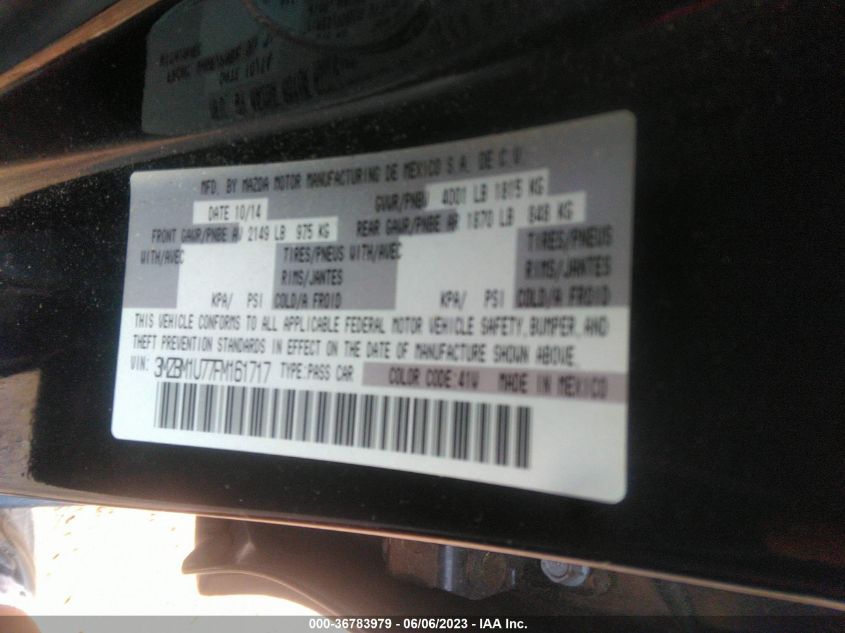 MFD. BY MAZDA MOTOR MANUFACTURING DE MEXICO S.A. DE C.V.
DATE 10/14 GVWR/PNBV 4001 LB 1815 KG
FRONT GAWR/PNBE AV 2149 LB 975 KG REAR GAWR/PNBE AR 1870 LB 848 KG
WITH/AVEC TIRES/PNEUS WITH/AVEC TIRES/PNEUS
RIMS/JANTES RIMS/JANTES
KPA/ PSI COLD/A FROID KPA/ PSI COLD/A FROID
THIS VEHICLE CONFORMS TO ALL APPLICABLE FEDERAL MOTOR VEHICLE SAFETY, BUMPER, AND
THEFT PREVENTION STANDARDS IN EFFECT ON THE DATE OF MANUFACTURE SHOWN ABOVE.
VIN: 3MZBM1U77FM161717 TYPE:PASS CAR COLOR CODE:41W MADE IN MEXICO
000-36783979 - 06/06/2023 - IAA Inc.